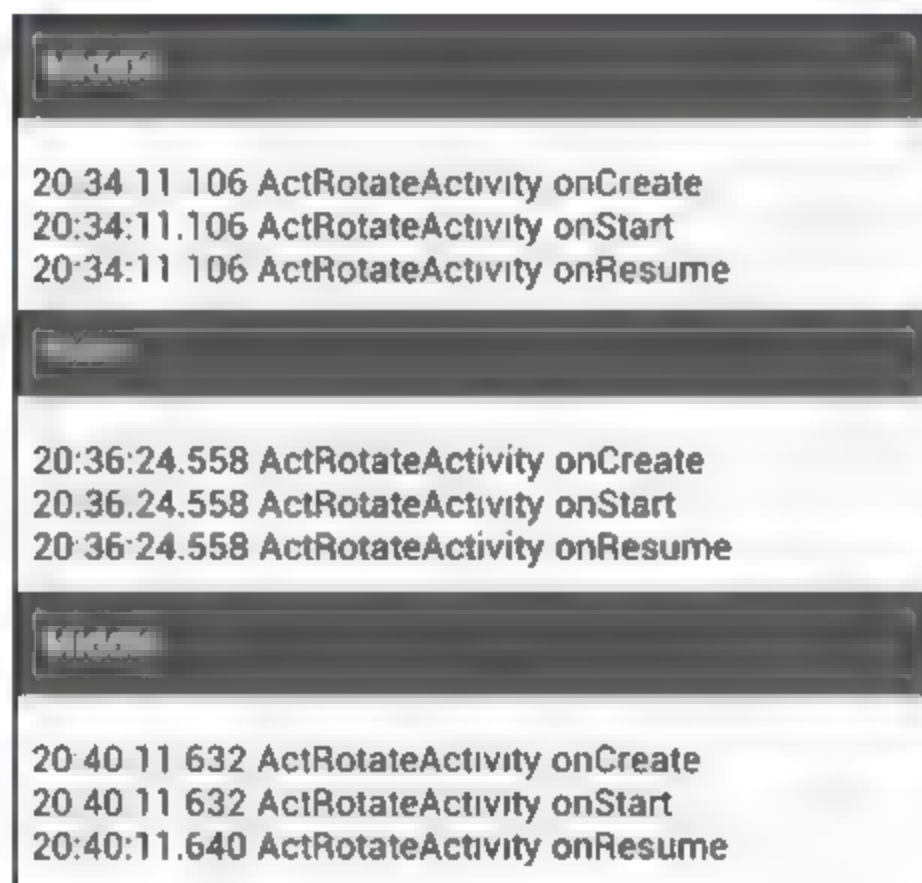 20:34:11.106 ActRotateActivity onCreate
20:34:11.106 ActRotateActivity onStart
20:34:11.106 ActRotateActivity onResume
20:36:24.558 ActRotateActivity onCreate
20:36:24.558 ActRotateActivity onStart
20:36:24.558 ActRotateActivity onResume
20:40:11.632 ActRotateActivity onCreate
20:40:11.632 ActRotateActivity onStart
20:40:11.640 ActRotateActivity onResume